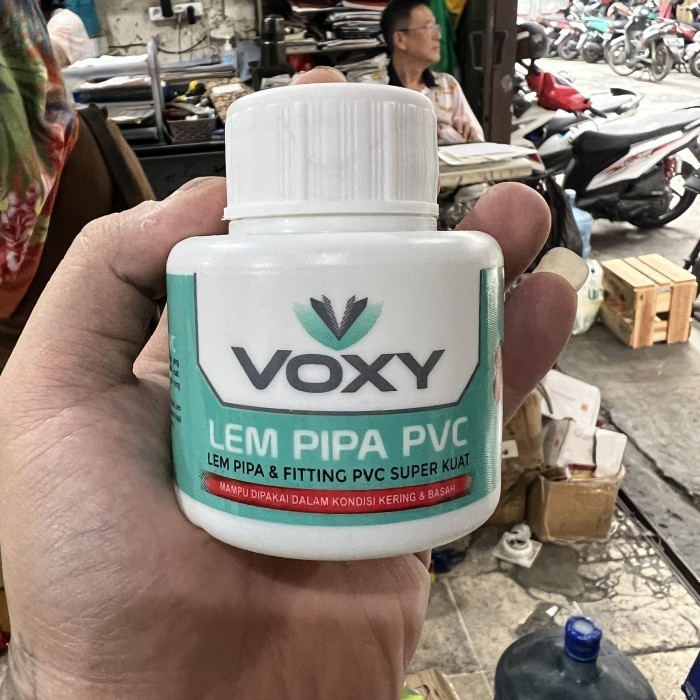 VOXY
LEM PIPA PVC
LEM PIPA & FITTING PVC SUPER KUAT
MAMPU DIPAKAI DALAM KONDISI KERING & BASAH